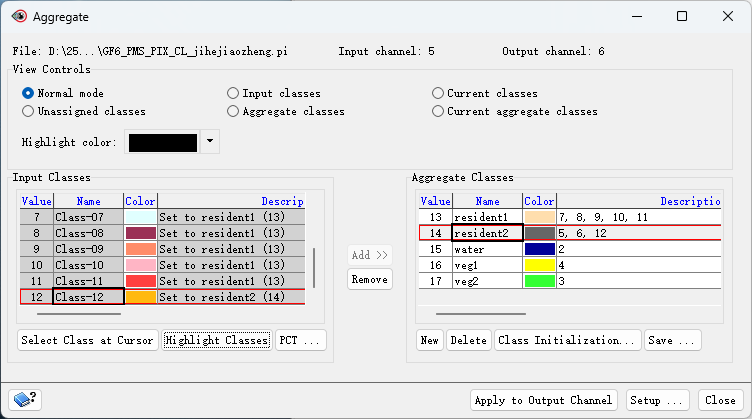 Aggregate
File: D:\25...\GF6_PMS_PIX_CL_jihejiaozheng.pi Input channel: 5 Output channel: 6
View Controls
Normal mode Input classes Current classes
Unassigned classes Aggregate classes Current aggregate classes
Highlight color:
Input Classes
Value Name Color Descrip
7 Class-07 Set to resident1 (13)
8 Class-08 Set to resident1 (13)
9 Class-09 Set to resident1 (13)
10 Class-10 Set to resident1 (13)
11 Class-11 Set to resident1 (13)
12 Class-12 Set to resident2 (14)
Select Class at Cursor Highlight Classes PCT ...
Add >>
Remove
Aggregate Classes
Value Name Color Descriptio
13 resident1 7, 8, 9, 10, 11
14 resident2 5, 6, 12
15 water 2
16 veg1 4
17 veg2 3
New Delete Class Initialization... Save ...
? Apply to Output Channel Setup ... Close